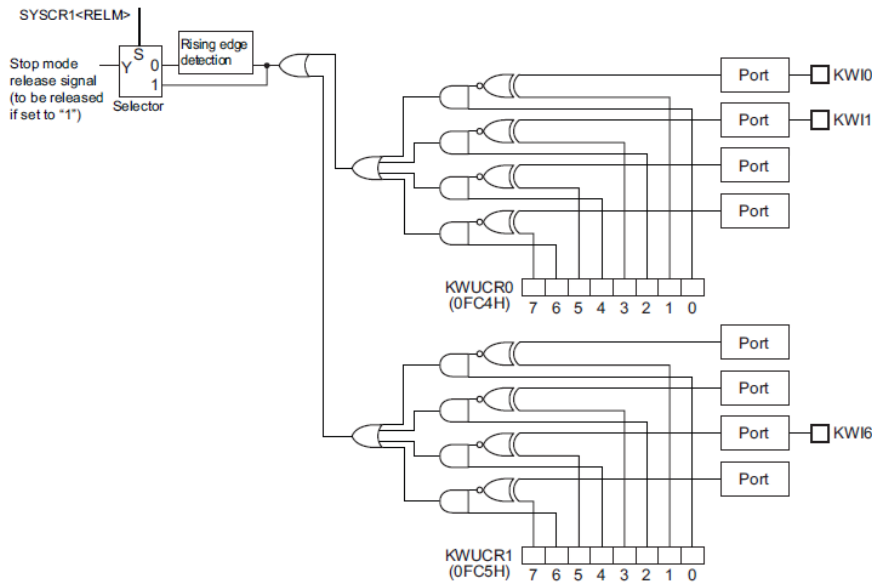 SYSCR1<RELM>
Stop mode
release signal
(to be released
if set to “1”)
S
Y
0
1
Selector
Rising edge
detection
Port
KWI0
Port
KWI1
Port
Port
KWUCR0
(0FC4H)
7 6 5 4 3 2 1 0
Port
Port
Port
KWI6
Port
KWUCR1
(0FC5H)
7 6 5 4 3 2 1 0